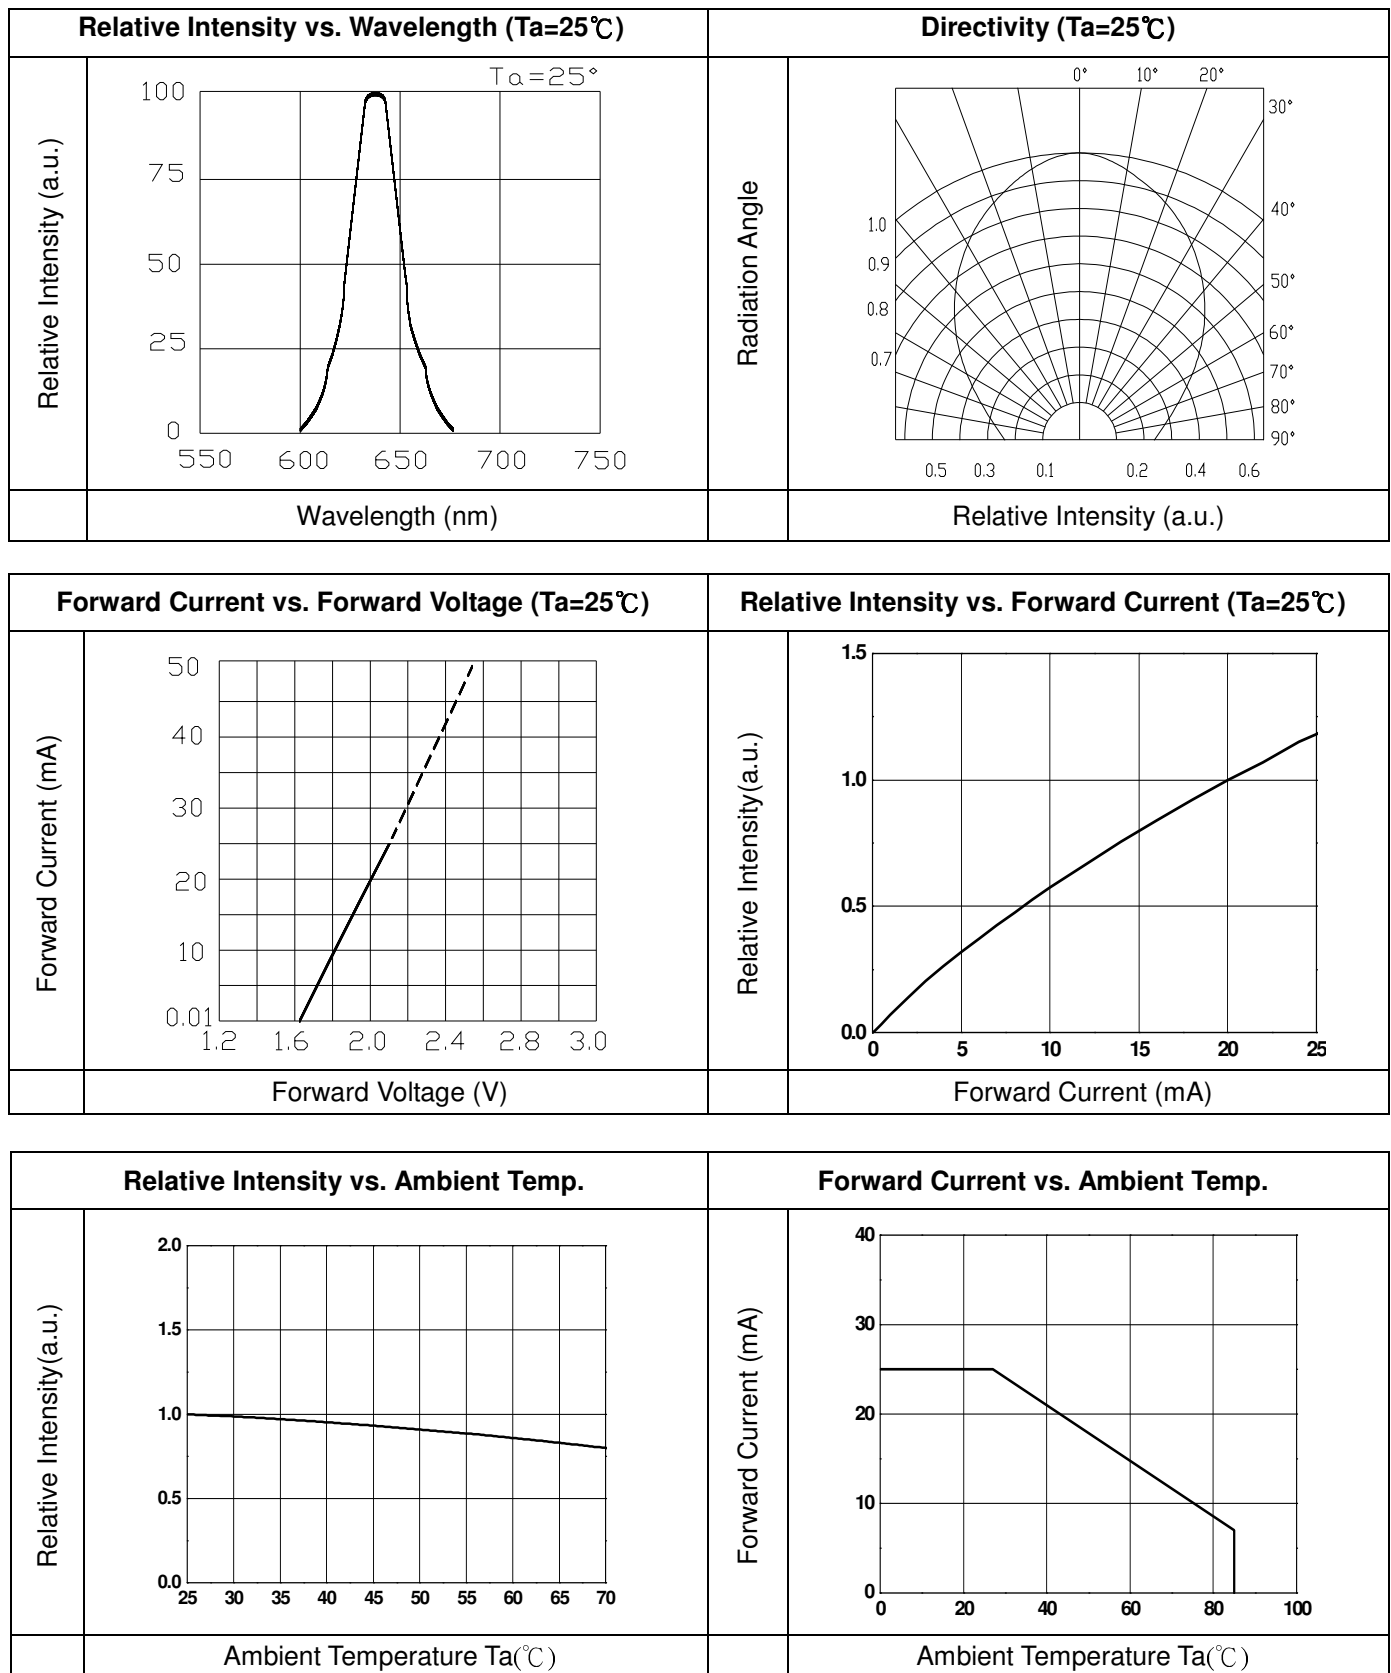 Relative Intensity vs. Wavelength (Ta=25℃)
Directivity (Ta=25℃)
Relative Intensity (a.u.)
Ta=25°
100
75
50
25
0
550 600 650 700 750
Wavelength (nm)
Radiation Angle
0° 10° 20°
30°
40°
50°
60°
70°
80°
90°
1.0
0.9
0.8
0.7
0.5 0.3 0.1 0.2 0.4 0.6
Relative Intensity (a.u.)
Forward Current vs. Forward Voltage (Ta=25℃)
Relative Intensity vs. Forward Current (Ta=25℃)
Forward Current (mA)
50
40
30
20
10
0.01
1.2 1.6 2.0 2.4 2.8 3.0
Forward Voltage (V)
Relative Intensity(a.u.)
1.5
1.0
0.5
0.0
0 5 10 15 20 25
Forward Current (mA)
Relative Intensity vs. Ambient Temp.
Forward Current vs. Ambient Temp.
Relative Intensity(a.u.)
2.0
1.5
1.0
0.5
0.0
25 30 35 40 45 50 55 60 65 70
Ambient Temperature Ta(℃)
Forward Current (mA)
40
30
20
10
0
0 20 40 60 80 100
Ambient Temperature Ta(℃)